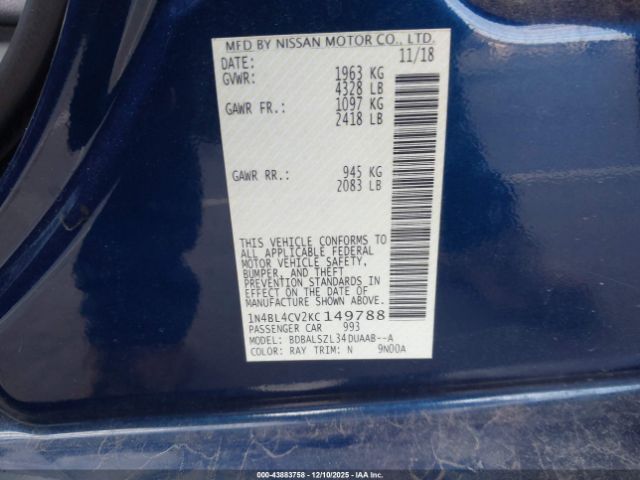 MFD BY NISSAN MOTOR CO., LTD.
DATE: 11/18
GVWR: 1963 KG
4328 LB
GAWR FR.: 1097 KG
2418 LB
GAWR RR.: 945 KG
2083 LB
THIS VEHICLE CONFORMS TO
ALL APPLICABLE FEDERAL
MOTOR VEHICLE SAFETY,
BUMPER, AND THEFT
PREVENTION STANDARDS IN
EFFECT ON THE DATE OF
MANUFACTURE SHOWN ABOVE.
1N4BL4CV2KC149788
PASSENGER CAR 993
MODEL: BDBALSZL34DUAAB--A
COLOR: RAY TRIM: N 9N00A
000-43883758 - 12/10/2025 - IAA Inc.